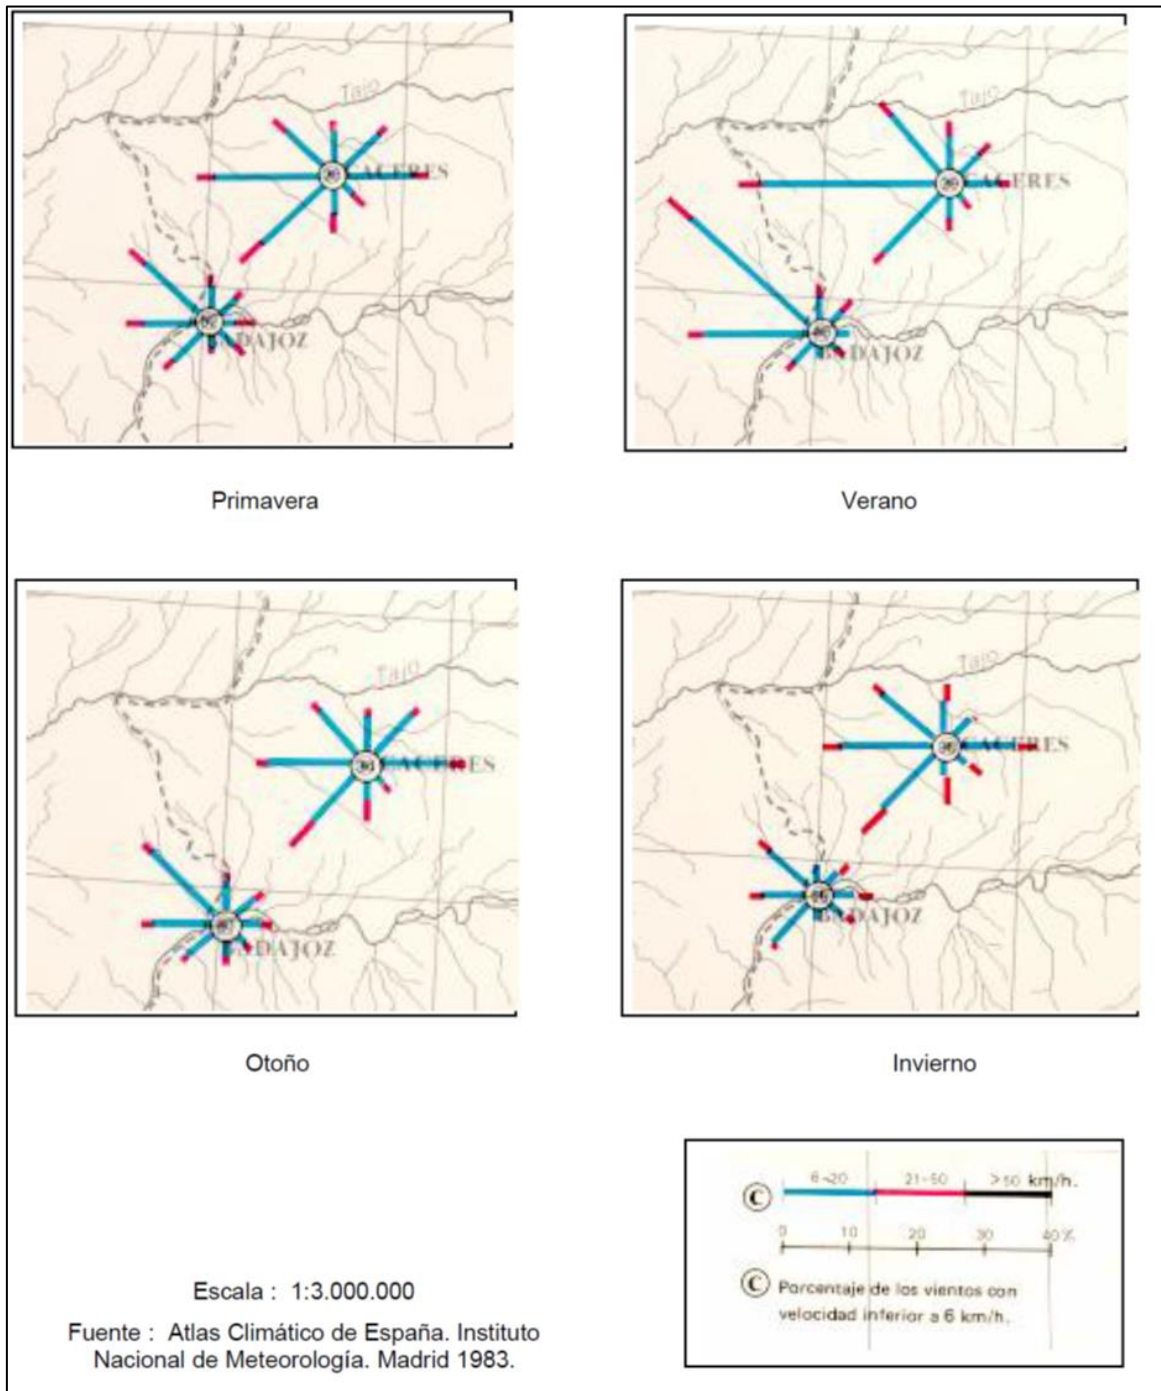 Tajo
CACERES
BADAJOZ
Primavera
Tajo
CACERES
BADAJOZ
Verano
Tajo
CACERES
BADAJOZ
Otoño
Tajo
CACERES
BADAJOZ
Invierno
6-20 21-50 >50 km/h.
C
0 10 20 30 40%
C Porcentaje de los vientos con
velocidad inferior a 6 km/h.
Escala : 1:3.000.000
Fuente : Atlas Climático de España. Instituto
Nacional de Meteorología. Madrid 1983.